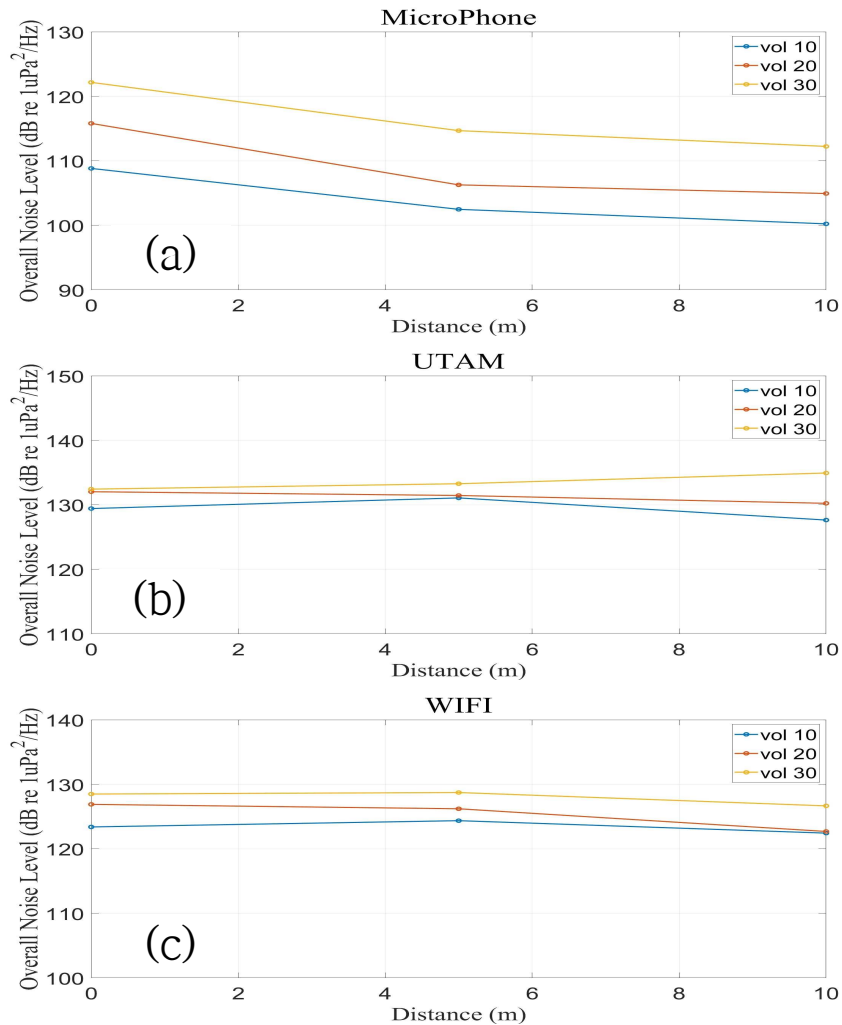 MicroPhone
130
120
110
100
90
Overall Noise Level (dB re 1uPa²/Hz)
vol 10
vol 20
vol 30
(a)
0 2 4 6 8 10
Distance (m)
UTAM
150
140
130
120
110
Overall Noise Level (dB re 1uPa²/Hz)
vol 10
vol 20
vol 30
(b)
0 2 4 6 8 10
Distance (m)
WIFI
140
130
120
110
100
Overall Noise Level (dB re 1uPa²/Hz)
vol 10
vol 20
vol 30
(c)
0 2 4 6 8 10
Distance (m)